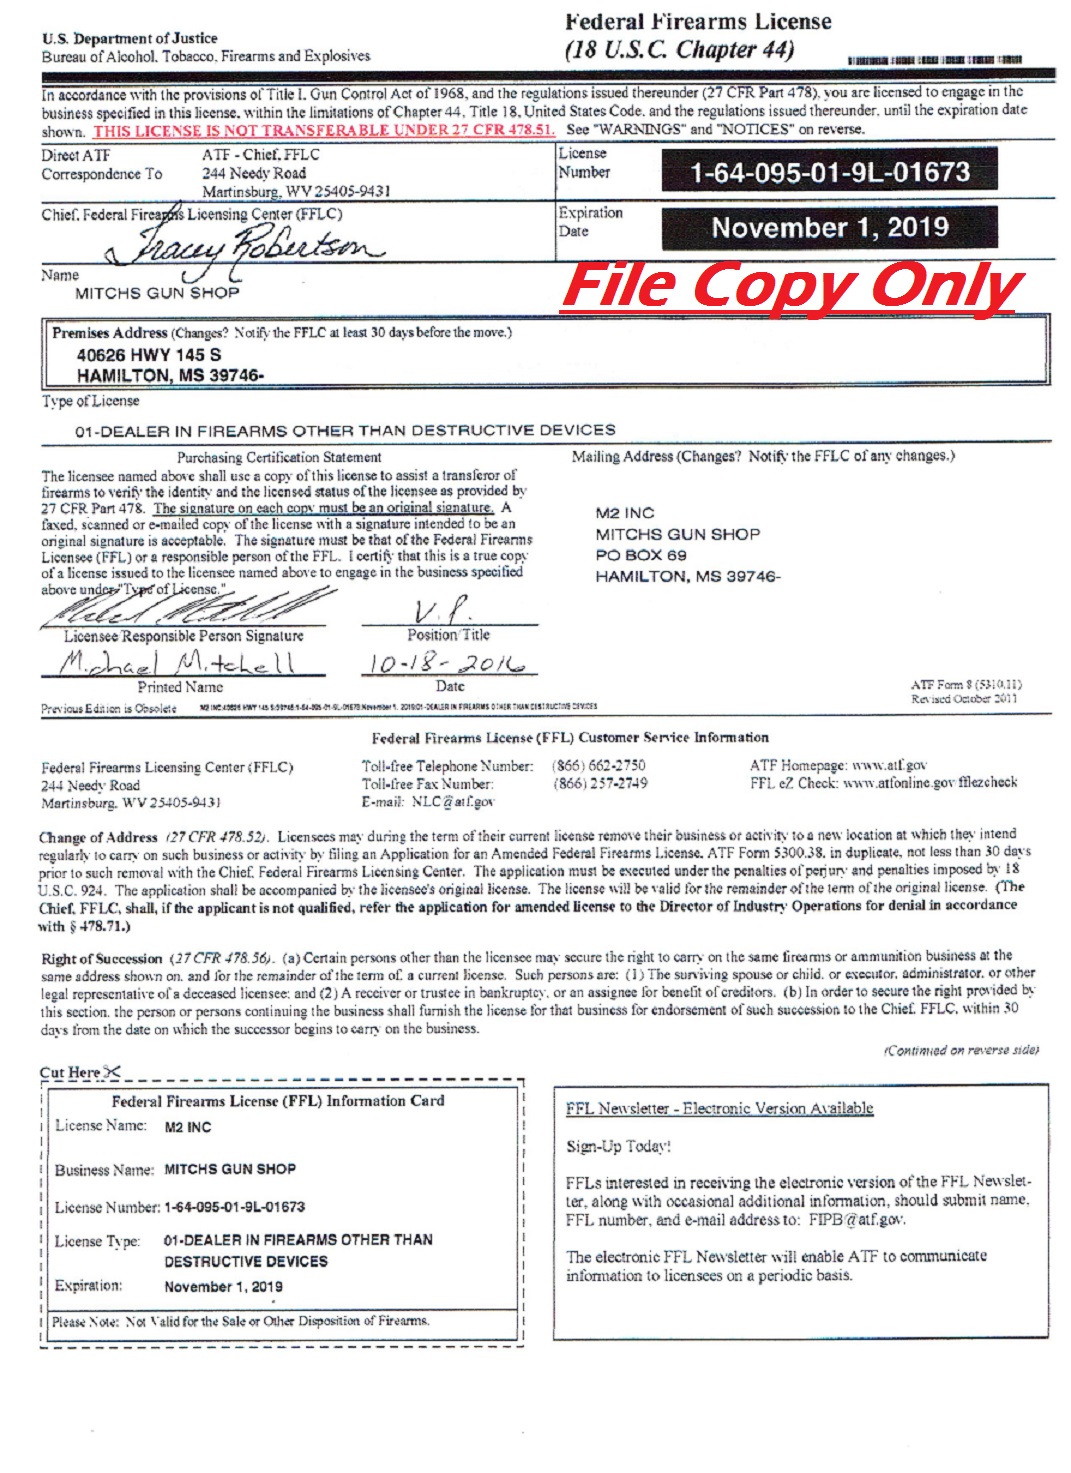 U.S. Department of Justice
Bureau of Alcohol, Tobacco, Firearms and Explosives
Federal Firearms License
(18 U.S.C. Chapter 44)
In accordance with the provisions of Title I, Gun Control Act of 1968, and the regulations issued thereunder (27 CFR Part 478), you are licensed to engage in the
business specified in this license, within the limitations of Chapter 44, Title 18, United States Code, and the regulations issued thereunder, until the expiration date
shown. THIS LICENSE IS NOT TRANSFERABLE UNDER 27 CFR 478.51. See "WARNINGS" and "NOTICES" on reverse.
Direct ATF
Correspondence To
ATF - Chief, FFLC
244 Needy Road
Martinsburg, WV 25405-9431
License
Number
1-64-095-01-9L-01673
Chief, Federal Firearms Licensing Center (FFLC)
Tracey Robertson
Expiration
Date
November 1, 2019
Name
MITCHS GUN SHOP
File Copy Only
Premises Address (Changes? Notify the FFLC at least 30 days before the move.)
40626 HWY 145 S
HAMILTON, MS 39746-
Type of License
01-DEALER IN FIREARMS OTHER THAN DESTRUCTIVE DEVICES
Purchasing Certification Statement
The licensee named above shall use a copy of this license to assist a transferor of
firearms to verify the identity and the licensed status of the licensee as provided by
27 CFR Part 478. The signature on each copy must be an original signature. A
faxed, scanned or e-mailed copy of the license with a signature intended to be an
original signature is acceptable. The signature must be that of the Federal Firearms
Licensee (FFL) or a responsible person of the FFL. I certify that this is a true copy
of a license issued to the licensee named above to engage in the business specified
above under "Type of License."
Mailing Address (Changes? Notify the FFLC of any changes.)
M2 INC
MITCHS GUN SHOP
PO BOX 69
HAMILTON, MS 39746-
V.P.
Licensee/Responsible Person Signature
Position/Title
Michael Mitchell
10-18-2016
Printed Name
Date
ATF Form 8 (5310.11)
Revised October 2011
Previous Edition is Obsolete
M2 INC:40626 HWY 145 S:39746:1-64-095-01-9L-01673:November 1, 2019:01-DEALER IN FIREARMS OTHER THAN DESTRUCTIVE DEVICES
Federal Firearms License (FFL) Customer Service Information
Federal Firearms Licensing Center (FFLC)
244 Needy Road
Martinsburg, WV 25405-9431
Toll-free Telephone Number: (866) 662-2750
Toll-free Fax Number: (866) 257-2749
E-mail: NLC@atf.gov
ATF Homepage: www.atf.gov
FFL eZ Check: www.atfonline.gov/fflezcheck
Change of Address (27 CFR 478.52). Licensees may during the term of their current license remove their business or activity to a new location at which they intend
regularly to carry on such business or activity by filing an Application for an Amended Federal Firearms License, ATF Form 5300.38, in duplicate, not less than 30 days
prior to such removal with the Chief, Federal Firearms Licensing Center. The application must be executed under the penalties of perjury and penalties imposed by 18
U.S.C. 924. The application shall be accompanied by the licensee's original license. The license will be valid for the remainder of the term of the original license. (The
Chief, FFLC, shall, if the applicant is not qualified, refer the application for amended license to the Director of Industry Operations for denial in accordance
with § 478.71.)
Right of Succession (27 CFR 478.56). (a) Certain persons other than the licensee may secure the right to carry on the same firearms or ammunition business at the
same address shown on, and for the remainder of the term of, a current license. Such persons are: (1) The surviving spouse or child, or executor, administrator, or other
legal representative of a deceased licensee; and (2) A receiver or trustee in bankruptcy, or an assignee for benefit of creditors. (b) In order to secure the right provided by
this section, the person or persons continuing the business shall furnish the license for that business for endorsement of such succession to the Chief, FFLC, within 30
days from the date on which the successor begins to carry on the business.
(Continued on reverse side)
Cut Here
Federal Firearms License (FFL) Information Card
License Name: M2 INC
Business Name: MITCHS GUN SHOP
License Number: 1-64-095-01-9L-01673
License Type: 01-DEALER IN FIREARMS OTHER THAN
DESTRUCTIVE DEVICES
Expiration: November 1, 2019
Please Note: Not Valid for the Sale or Other Disposition of Firearms.
FFL Newsletter - Electronic Version Available
Sign-Up Today!
FFLs interested in receiving the electronic version of the FFL Newslet-
ter, along with occasional additional information, should submit name,
FFL number, and e-mail address to: FIPB@atf.gov.
The electronic FFL Newsletter will enable ATF to communicate
information to licensees on a periodic basis.